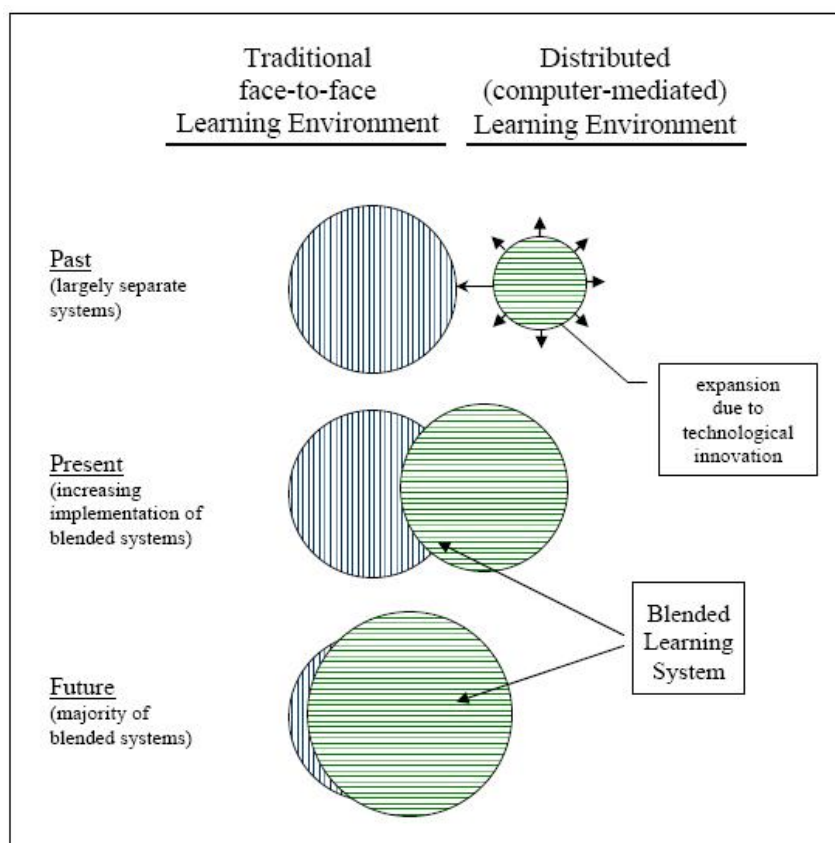 Traditional
face-to-face
Learning Environment
Distributed
(computer-mediated)
Learning Environment
Past
(largely separate
systems)
expansion
due to
technological
innovation
Present
(increasing
implementation of
blended systems)
Blended
Learning
System
Future
(majority of
blended systems)